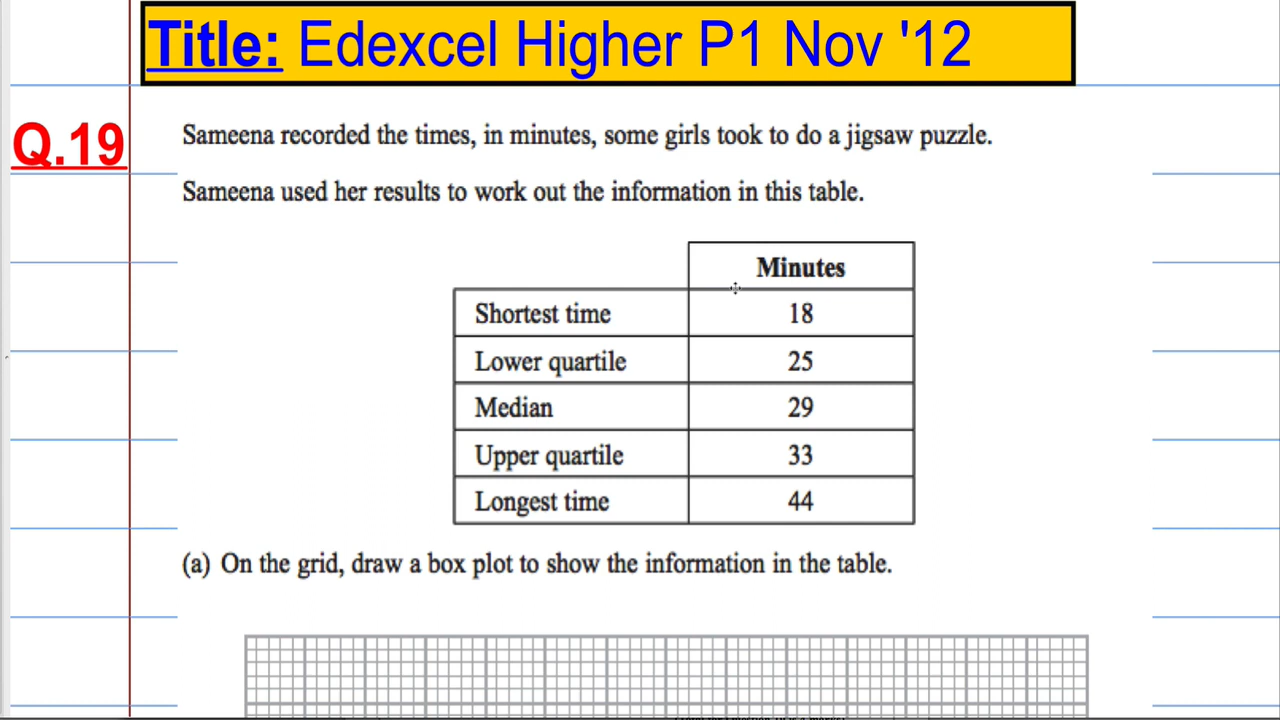 Title: Edexcel Higher P1 Nov '12
Q.19
Sameena recorded the times, in minutes, some girls took to do a jigsaw puzzle.
Sameena used her results to work out the information in this table.
Minutes
Shortest time 18
Lower quartile 25
Median 29
Upper quartile 33
Longest time 44
(a) On the grid, draw a box plot to show the information in the table.